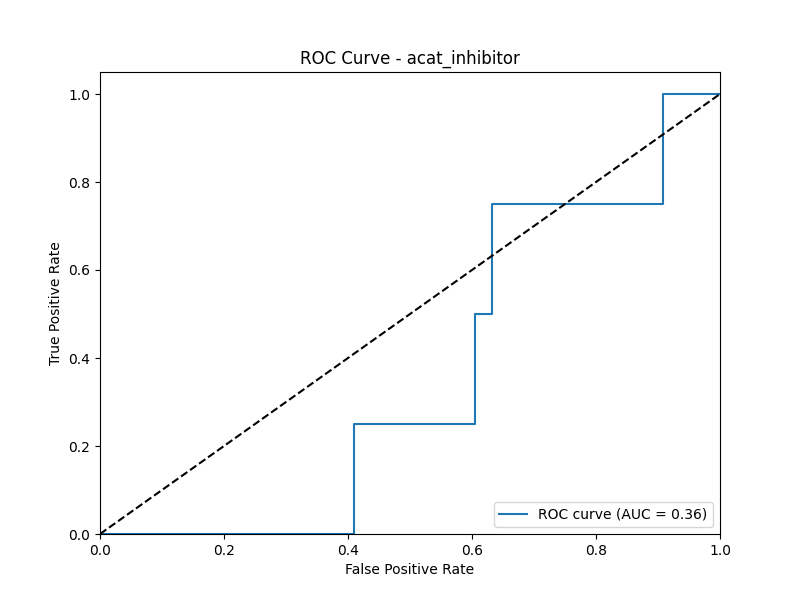 ROC Curve - acat_inhibitor
True Positive Rate
1.0
0.8
0.6
0.4
0.2
0.0
0.0 0.2 0.4 0.6 0.8 1.0
False Positive Rate
ROC curve (AUC = 0.36)